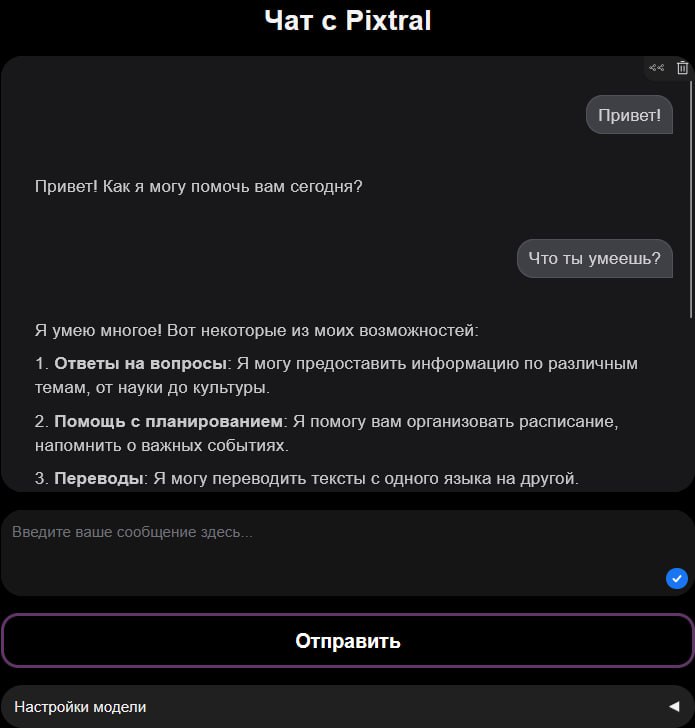 Чат с Pixtral
Привет!
Привет! Как я могу помочь вам сегодня?
Что ты умеешь?
Я умею многое! Вот некоторые из моих возможностей:
1. Ответы на вопросы: Я могу предоставить информацию по различным
темам, от науки до культуры.
2. Помощь с планированием: Я помогу вам организовать расписание,
напомнить о важных событиях.
3. Переводы: Я могу переводить тексты с одного языка на другой.
Введите ваше сообщение здесь...
Отправить
Настройки модели